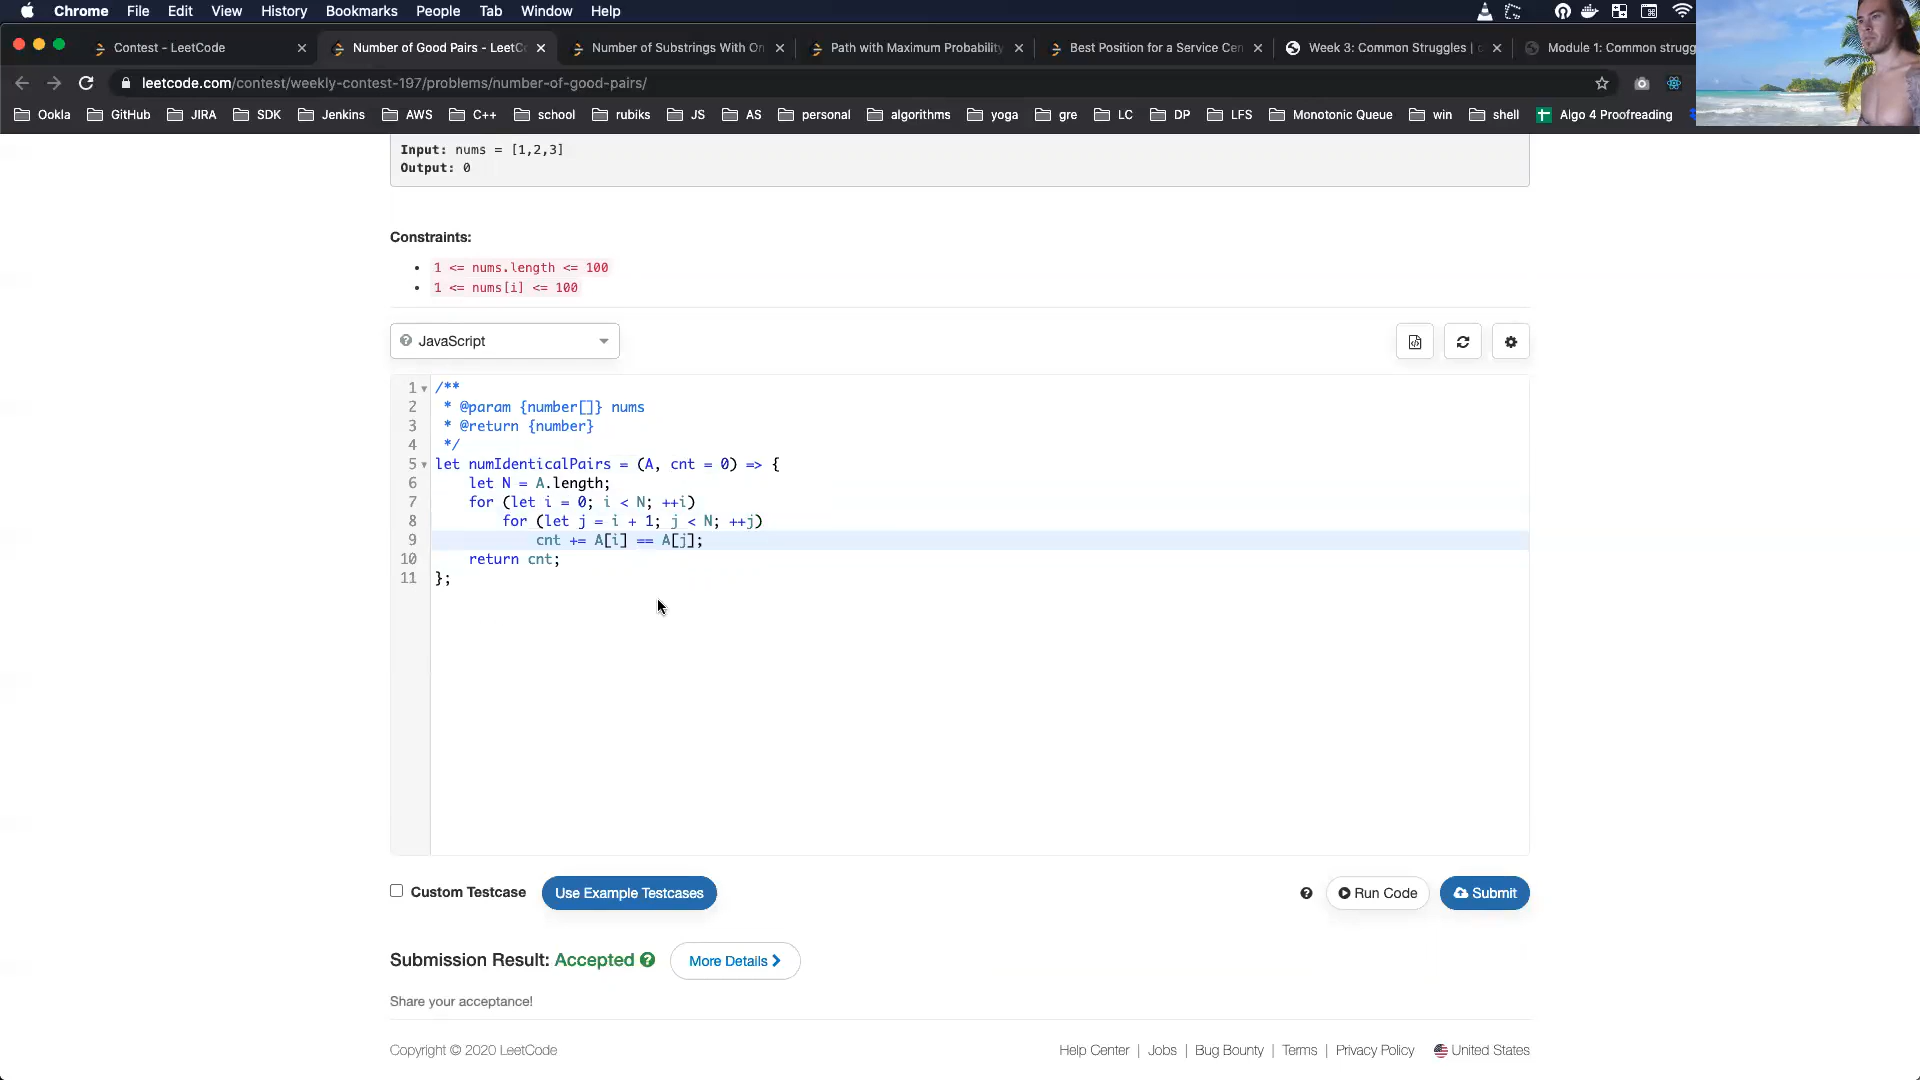 Chrome File Edit View History Bookmarks People Tab Window Help
Contest - LeetCode
Number of Good Pairs - LeetCo
Number of Substrings With On
Path with Maximum Probability
Best Position for a Service Cen
Week 3: Common Struggles |
Module 1: Common strugg
leetcode.com/contest/weekly-contest-197/problems/number-of-good-pairs/
Ookla GitHub JIRA SDK Jenkins AWS C++ school rubiks JS AS personal algorithms yoga gre LC DP LFS Monotonic Queue win shell Algo 4 Proofreading
Input: nums = [1,2,3]
Output: 0
Constraints:
1 <= nums.length <= 100
1 <= nums[i] <= 100
JavaScript
1 /**
2 * @param {number[]} nums
3 * @return {number}
4 */
5 let numIdenticalPairs = (A, cnt = 0) => {
6 let N = A.length;
7 for (let i = 0; i < N; ++i)
8 for (let j = i + 1; j < N; ++j)
9 cnt += A[i] == A[j];
10 return cnt;
11 };
Custom Testcase
Use Example Testcases
Run Code
Submit
Submission Result: Accepted
More Details
Share your acceptance!
Copyright © 2020 LeetCode
Help Center | Jobs | Bug Bounty | Terms | Privacy Policy
United States